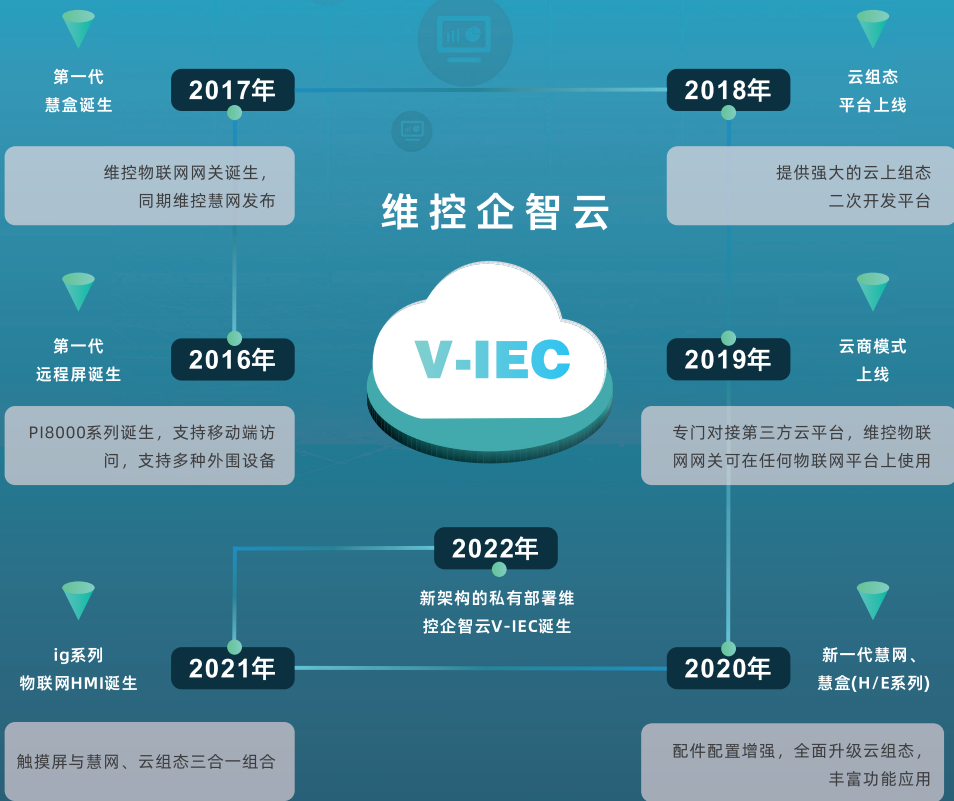 第一代
慧盒诞生
2017年
2018年
云组态
平台上线
维控物联网网关诞生，
同期维控慧网发布
提供强大的云上组态
二次开发平台
维控企智云
V-IEC
第一代
远程屏诞生
2016年
2019年
云商模式
上线
PI8000系列诞生，支持移动端访
问，支持多种外围设备
专门对接第三方云平台，维控物联
网网关可在任何物联网平台上使用
2022年
新架构的私有部署维
控企智云V-IEC诞生
ig系列
物联网HMI诞生
2021年
2020年
新一代慧网、
慧盒(H/E系列)
触摸屏与慧网、云组态三合一组合
配件配置增强，全面升级云组态，
丰富功能应用